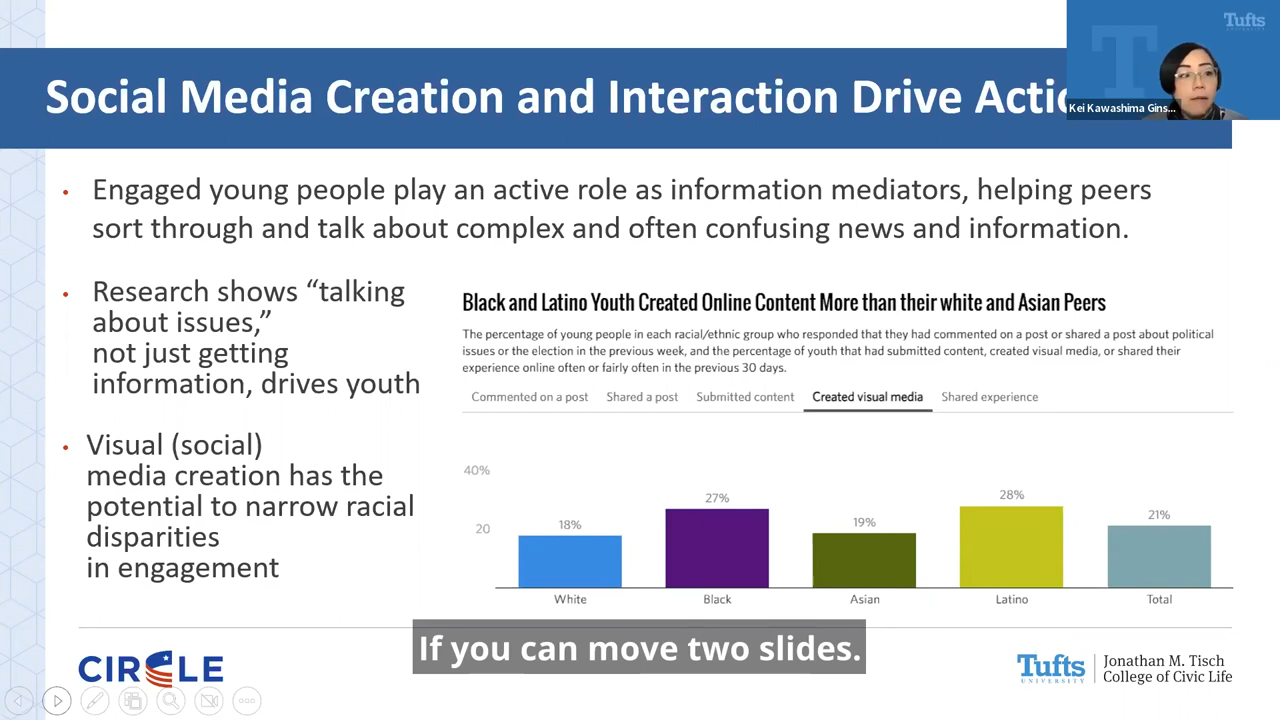 Tufts
UNIVERSITY
T
Social Media Creation and Interaction Drive Actio
Kei Kawashima Gins...
• Engaged young people play an active role as information mediators, helping peers
sort through and talk about complex and often confusing news and information.
• Research shows “talking
about issues,”
not just getting
information, drives youth
• Visual (social)
media creation has the
potential to narrow racial
disparities
in engagement
Black and Latino Youth Created Online Content More than their white and Asian Peers
The percentage of young people in each racial/ethnic group who responded that they had commented on a post or shared a post about political
issues or the election in the previous week, and the percentage of youth that had submitted content, created visual media, or shared their
experience online often or fairly often in the previous 30 days.
Commented on a post Shared a post Submitted content Created visual media Shared experience
40%
20
18% 27% 19% 28% 21%
White Black Asian Latino Total
If you can move two slides.
CIRCLE
Tufts
UNIVERSITY
Jonathan M. Tisch
College of Civic Life